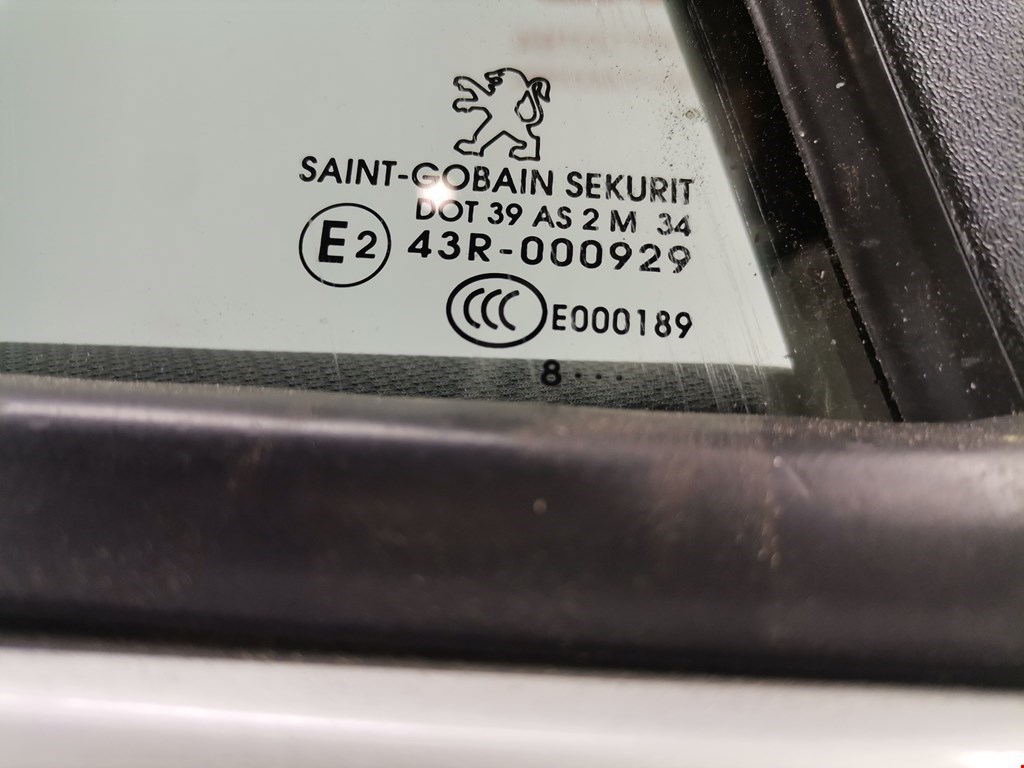 SAINT-GOBAIN SEKURIT
DOT 39 AS 2 M 34
E2 43R-000929
CCC E000189
8 . . .